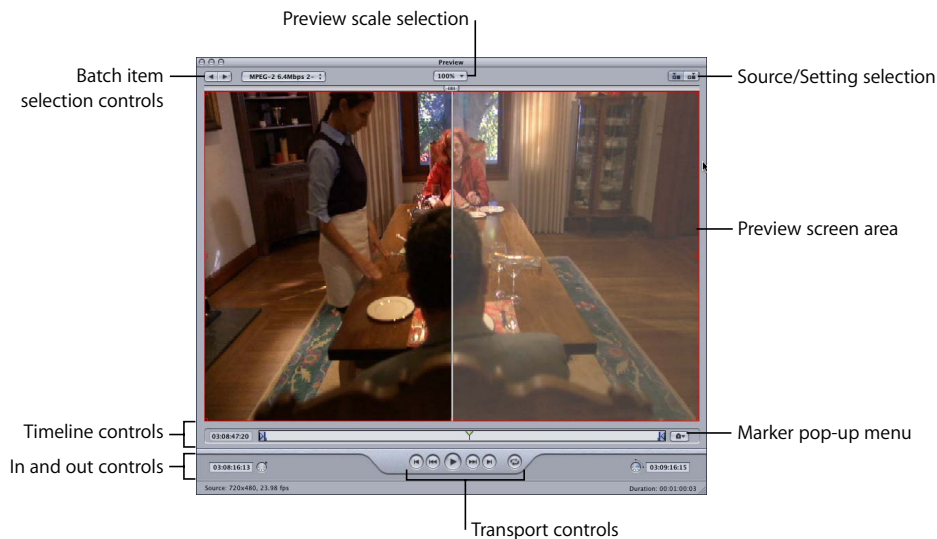 Preview scale selection
Preview
Batch item
selection controls
MPEG-2 6.4Mbps 2-
100%
Source/Setting selection
Preview screen area
Timeline controls
03:08:47:20
Marker pop-up menu
In and out controls
03:08:16:13
03:09:16:15
Source: 720x480, 23.98 fps
Duration: 00:01:00:03
Transport controls